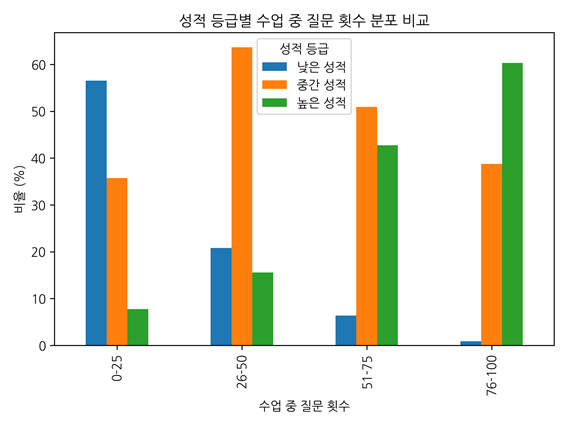 성적 등급별 수업 중 질문 횟수 분포 비교
성적 등급
낮은 성적
중간 성적
높은 성적
비율 (%)
60
50
40
30
20
10
0
0-25
26-50
51-75
76-100
수업 중 질문 횟수